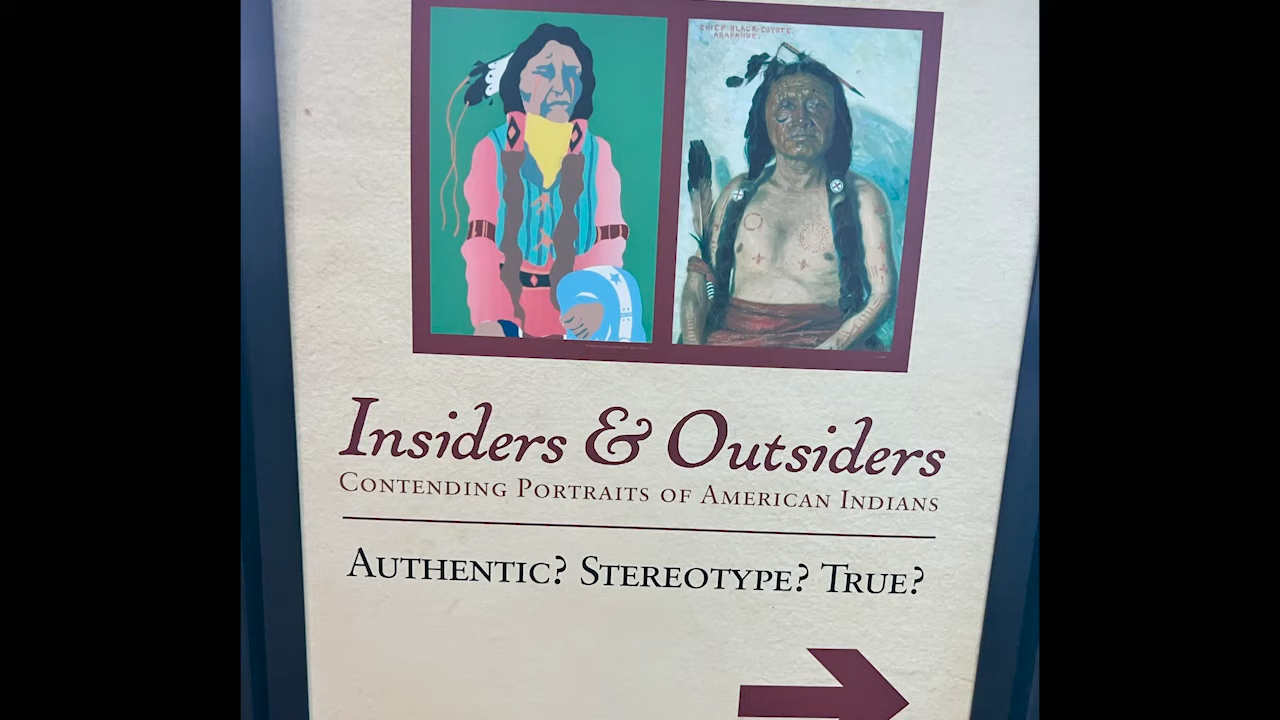 CHIEF BLACK-COYOTE.
ARAPAHOE.
Insiders & Outsiders
CONTENDING PORTRAITS OF AMERICAN INDIANS
AUTHENTIC? STEREOTYPE? TRUE?